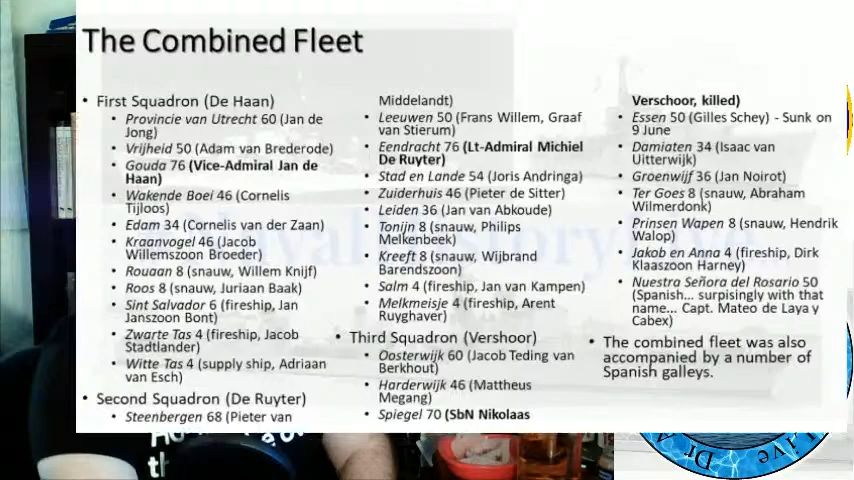 The Combined Fleet
• First Squadron (De Haan)
• Provincie van Utrecht 60 (Jan de
Jong)
• Vrijheid 50 (Adam van Brederode)
• Gouda 76 (Vice-Admiral Jan de
Haan)
• Wakende Boei 46 (Cornelis
Tijloos)
• Edam 34 (Cornelis van der Zaan)
• Kraanvogel 46 (Jacob
Willemszoon Broeder)
• Rouaan 8 (snauw, Willem Knijf)
• Roos 8 (snauw, Juriaan Baak)
• Sint Salvador 6 (fireship, Jan
Janszoon Bont)
• Zwarte Tas 4 (fireship, Jacob
Stadtlander)
• Witte Tas 4 (supply ship, Adriaan
van Esch)
• Second Squadron (De Ruyter)
• Steenbergen 68 (Pieter van
Middelandt)
• Leeuwen 50 (Frans Willem, Graaf
van Stierum)
• Eendracht 76 (Lt-Admiral Michiel
De Ruyter)
• Stad en Lande 54 (Joris Andringa)
• Zuiderhuis 46 (Pieter de Sitter)
• Leiden 36 (Jan van Abkoude)
• Tonijn 8 (snauw, Philips
Melkenbeek)
• Kreeft 8 (snauw, Wijbrand
Barendszoon)
• Salm 4 (fireship, Jan van Kampen)
• Melkmeisje 4 (fireship, Arent
Ruyghaver)
• Third Squadron (Vershoor)
• Oosterwijk 60 (Jacob Teding van
Berkhout)
• Harderwijk 46 (Mattheus
Megang)
• Spiegel 70 (SbN Nikolaas
Verschoor, killed)
• Essen 50 (Gilles Schey) - Sunk on
9 June
• Damiaten 34 (Isaac van
Uitterwijk)
• Groenwijf 36 (Jan Noirot)
• Ter Goes 8 (snauw, Abraham
Wilmerdonk)
• Prinsen Wapen 8 (snauw, Hendrik
Walop)
• Jakob en Anna 4 (fireship, Dirk
Klaaszoon Harney)
• Nuestra Señora del Rosario 50
(Spanish... surprisingly with that
name... Capt. Mateo de Laya y
Cabex)
• The combined fleet was also
accompanied by a number of
Spanish galleys.
Live Dr A